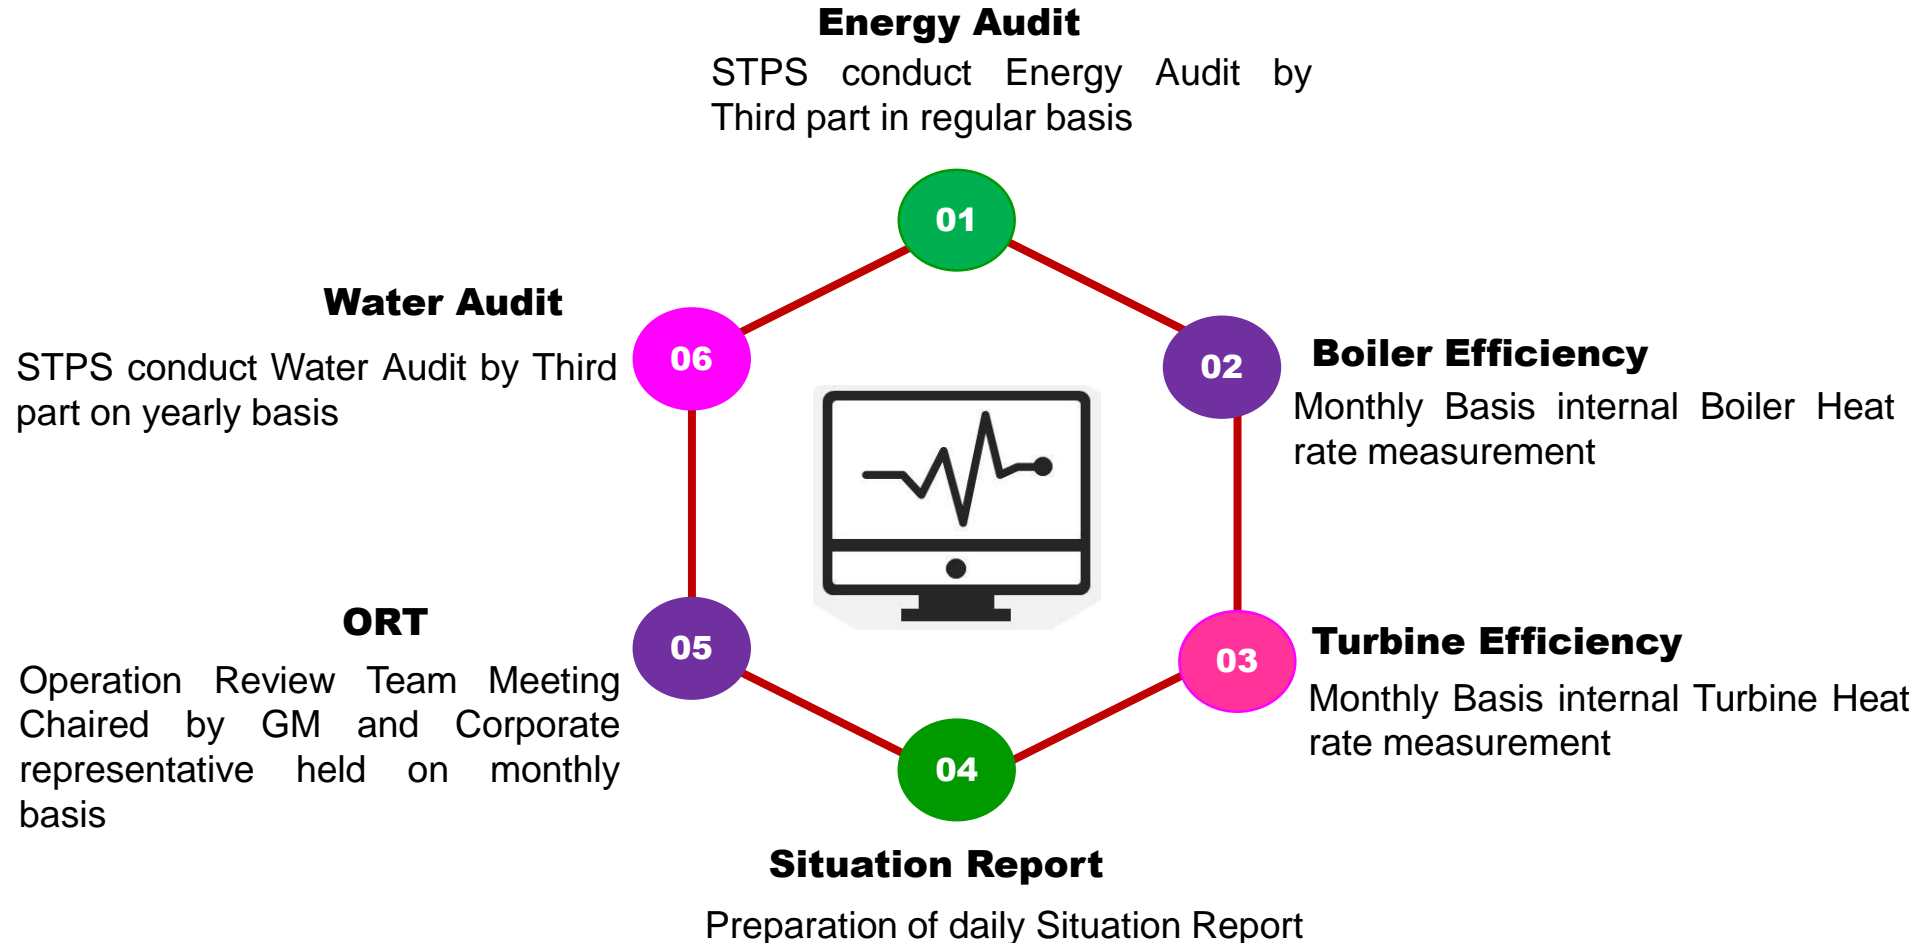 Energy Audit
STPS conduct Energy Audit by
Third part in regular basis
01
Boiler Efficiency
02
Monthly Basis internal Boiler Heat
rate measurement
Turbine Efficiency
03
Monthly Basis internal Turbine Heat
rate measurement
04
Situation Report
Preparation of daily Situation Report
ORT
05
Operation Review Team Meeting
Chaired by GM and Corporate
representative held on monthly
basis
Water Audit
06
STPS conduct Water Audit by Third
part on yearly basis